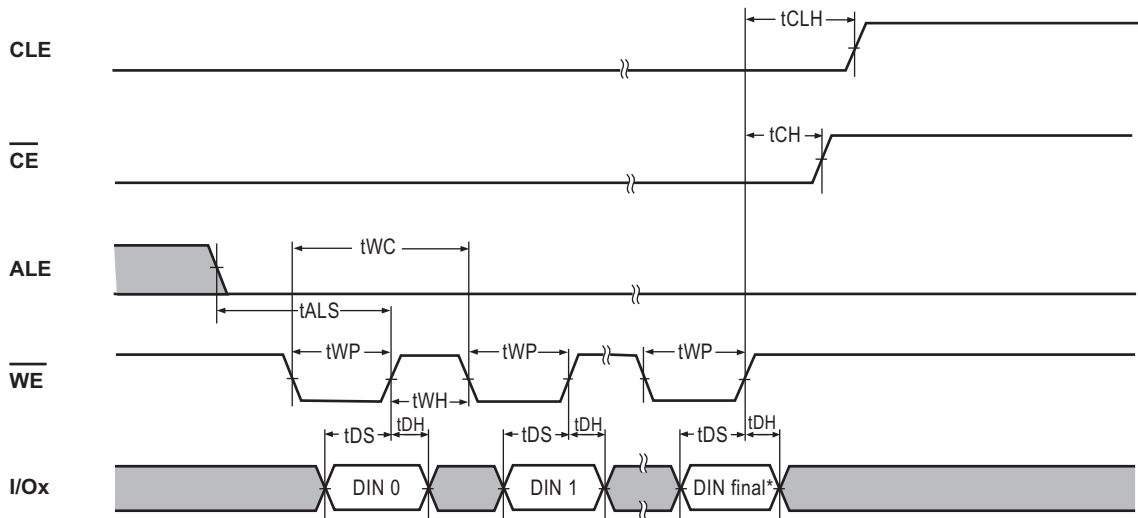 tCLH
CLE
tCH
CE
tWC
ALE
tALS
tWP tWP tWP
WE
tWH
tDS tDH tDS tDH tDS tDH
I/Ox DIN 0 DIN 1 DIN final*